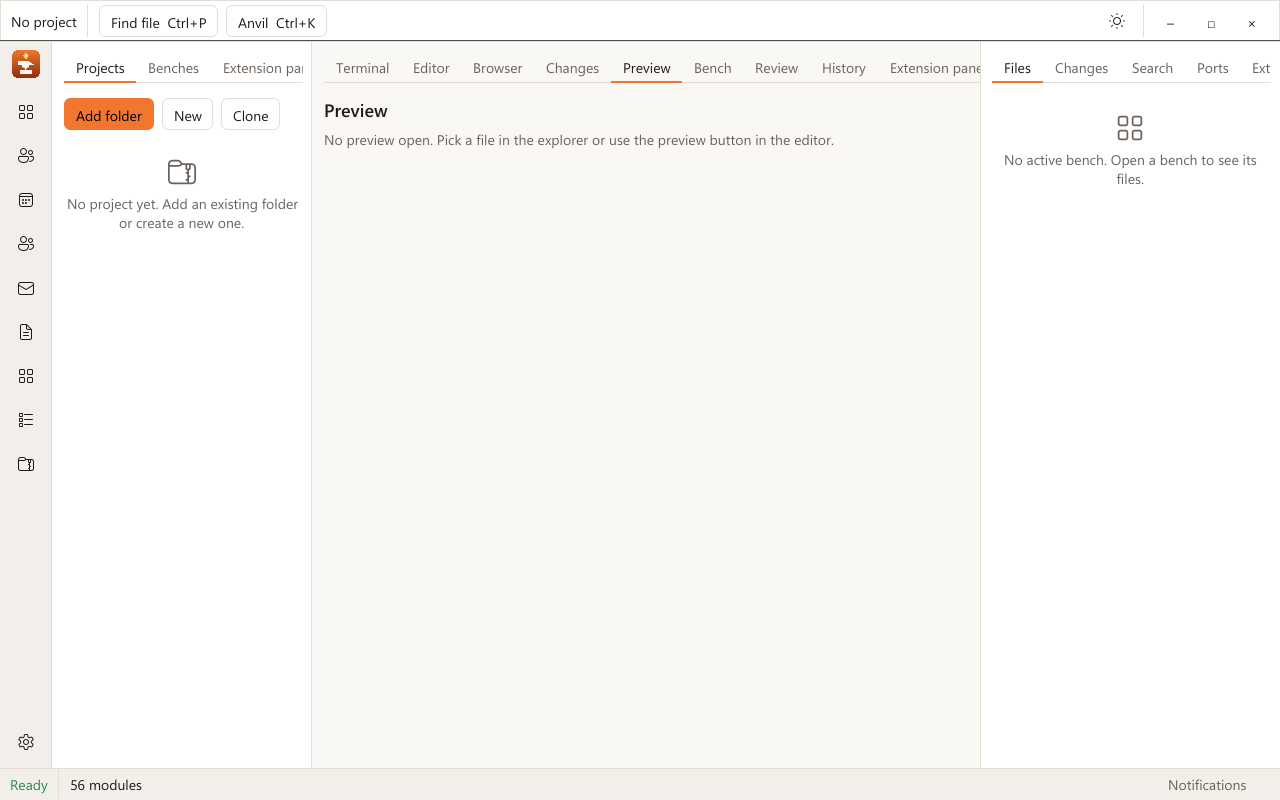 No project
Find file Ctrl+P
Anvil Ctrl+K
Projects
Benches
Extension par
Add folder
New
Clone
No project yet. Add an existing folder
or create a new one.
Terminal
Editor
Browser
Changes
Preview
Bench
Review
History
Extension pane
Preview
No preview open. Pick a file in the explorer or use the preview button in the editor.
Files
Changes
Search
Ports
Ext
No active bench. Open a bench to see its
files.
Ready
56 modules
Notifications